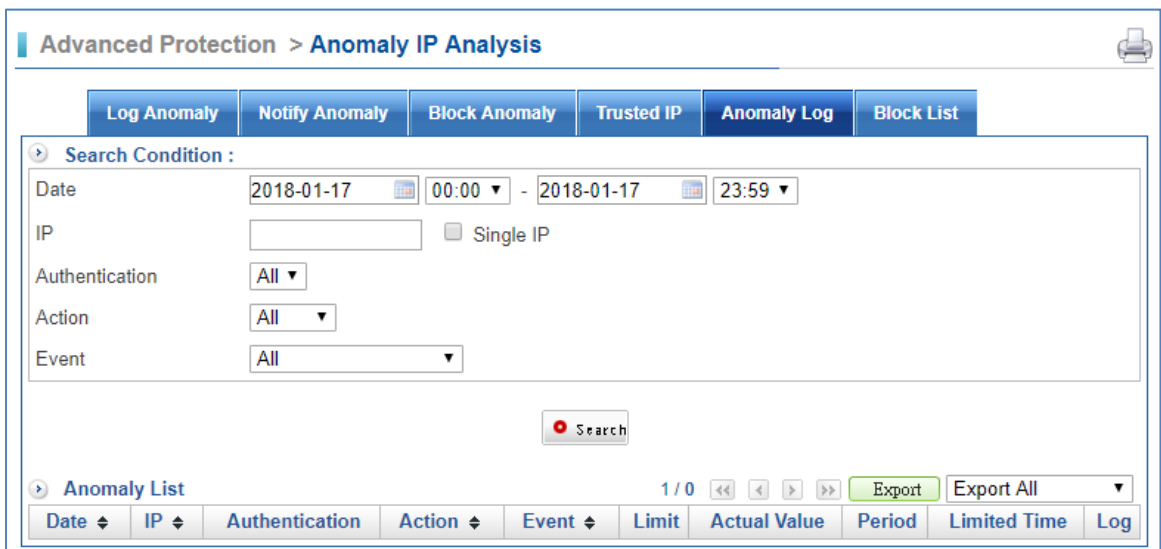 Advanced Protection > Anomaly IP Analysis
Log Anomaly Notify Anomaly Block Anomaly Trusted IP Anomaly Log Block List
Search Condition :
Date 2018-01-17 00:00 - 2018-01-17 23:59
IP Single IP
Authentication All
Action All
Event All
Search
Anomaly List 1 / 0 Export Export All
Date IP Authentication Action Event Limit Actual Value Period Limited Time Log